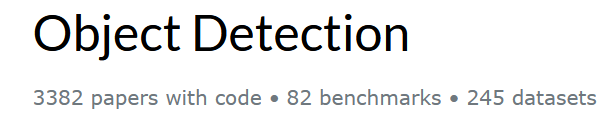 Object Detection
3382 papers with code • 82 benchmarks • 245 datasets